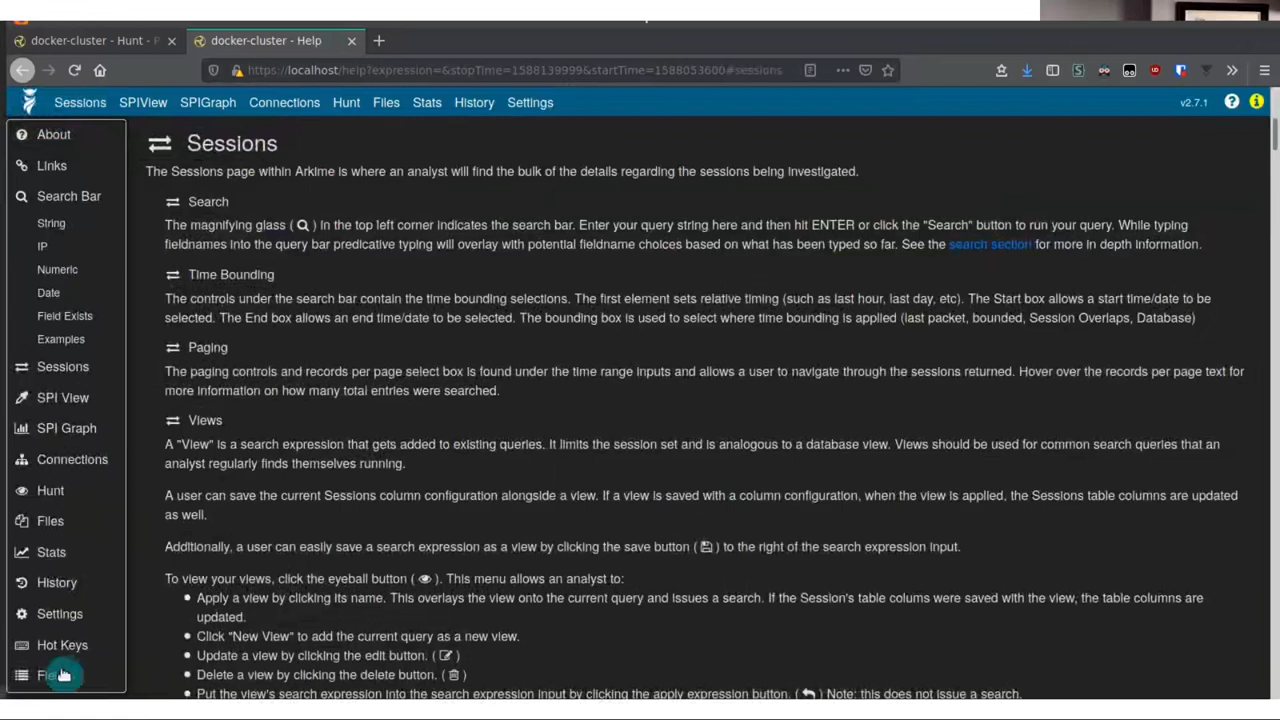 docker-cluster - Hunt - P
docker-cluster - Help
https://localhost/help?expression=&stopTime=1588139999&startTime=1588053600#sessions
Sessions SPIView SPIGraph Connections Hunt Files Stats History Settings v2.7.1
About
Links
Search Bar
String
IP
Numeric
Date
Field Exists
Examples
Sessions
SPI View
SPI Graph
Connections
Hunt
Files
Stats
History
Settings
Hot Keys
Sessions
The Sessions page within Arkime is where an analyst will find the bulk of the details regarding the sessions being investigated.
Search
The magnifying glass ( ) in the top left corner indicates the search bar. Enter your query string here and then hit ENTER or click the "Search" button to run your query. While typing
fieldnames into the query bar predicative typing will overlay with potential fieldname choices based on what has been typed so far. See the search section for more in depth information.
Time Bounding
The controls under the search bar contain the time bounding selections. The first element sets relative timing (such as last hour, last day, etc). The Start box allows a start time/date to be
selected. The End box allows an end time/date to be selected. The bounding box is used to select where time bounding is applied (last packet, bounded, Session Overlaps, Database)
Paging
The paging controls and records per page select box is found under the time range inputs and allows a user to navigate through the sessions returned. Hover over the records per page text for
more information on how many total entries were searched.
Views
A "View" is a search expression that gets added to existing queries. It limits the session set and is analogous to a database view. Views should be used for common search queries that an
analyst regularly finds themselves running.
A user can save the current Sessions column configuration alongside a view. If a view is saved with a column configuration, when the view is applied, the Sessions table columns are updated
as well.
Additionally, a user can easily save a search expression as a view by clicking the save button ( ) to the right of the search expression input.
To view your views, click the eyeball button ( ). This menu allows an analyst to:
Apply a view by clicking its name. This overlays the view onto the current query and issues a search. If the Session's table colums were saved with the view, the table columns are
updated.
Click "New View" to add the current query as a new view.
Update a view by clicking the edit button. ( )
Delete a view by clicking the delete button. ( )
Put the view's search expression into the search expression input by clicking the apply expression button. ( ) Note: this does not issue a search.